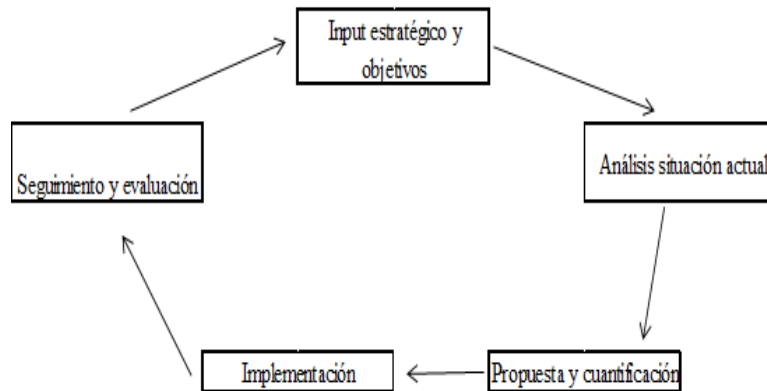 Input estratégico y
objetivos
Análisis situación actual
Propuesta y cuantificación
Implementación
Seguimiento y evaluación